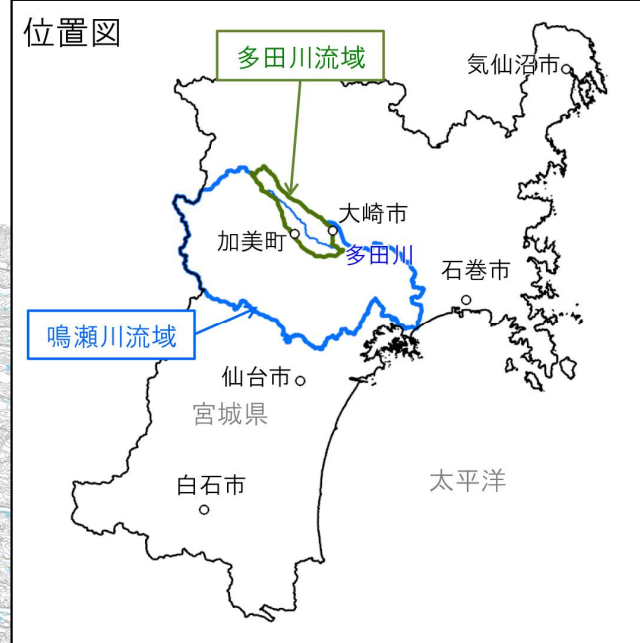 位置図
多田川流域
気仙沼市
大崎市
加美町
多田川
石巻市
鳴瀬川流域
仙台市
宮城県
太平洋
白石市